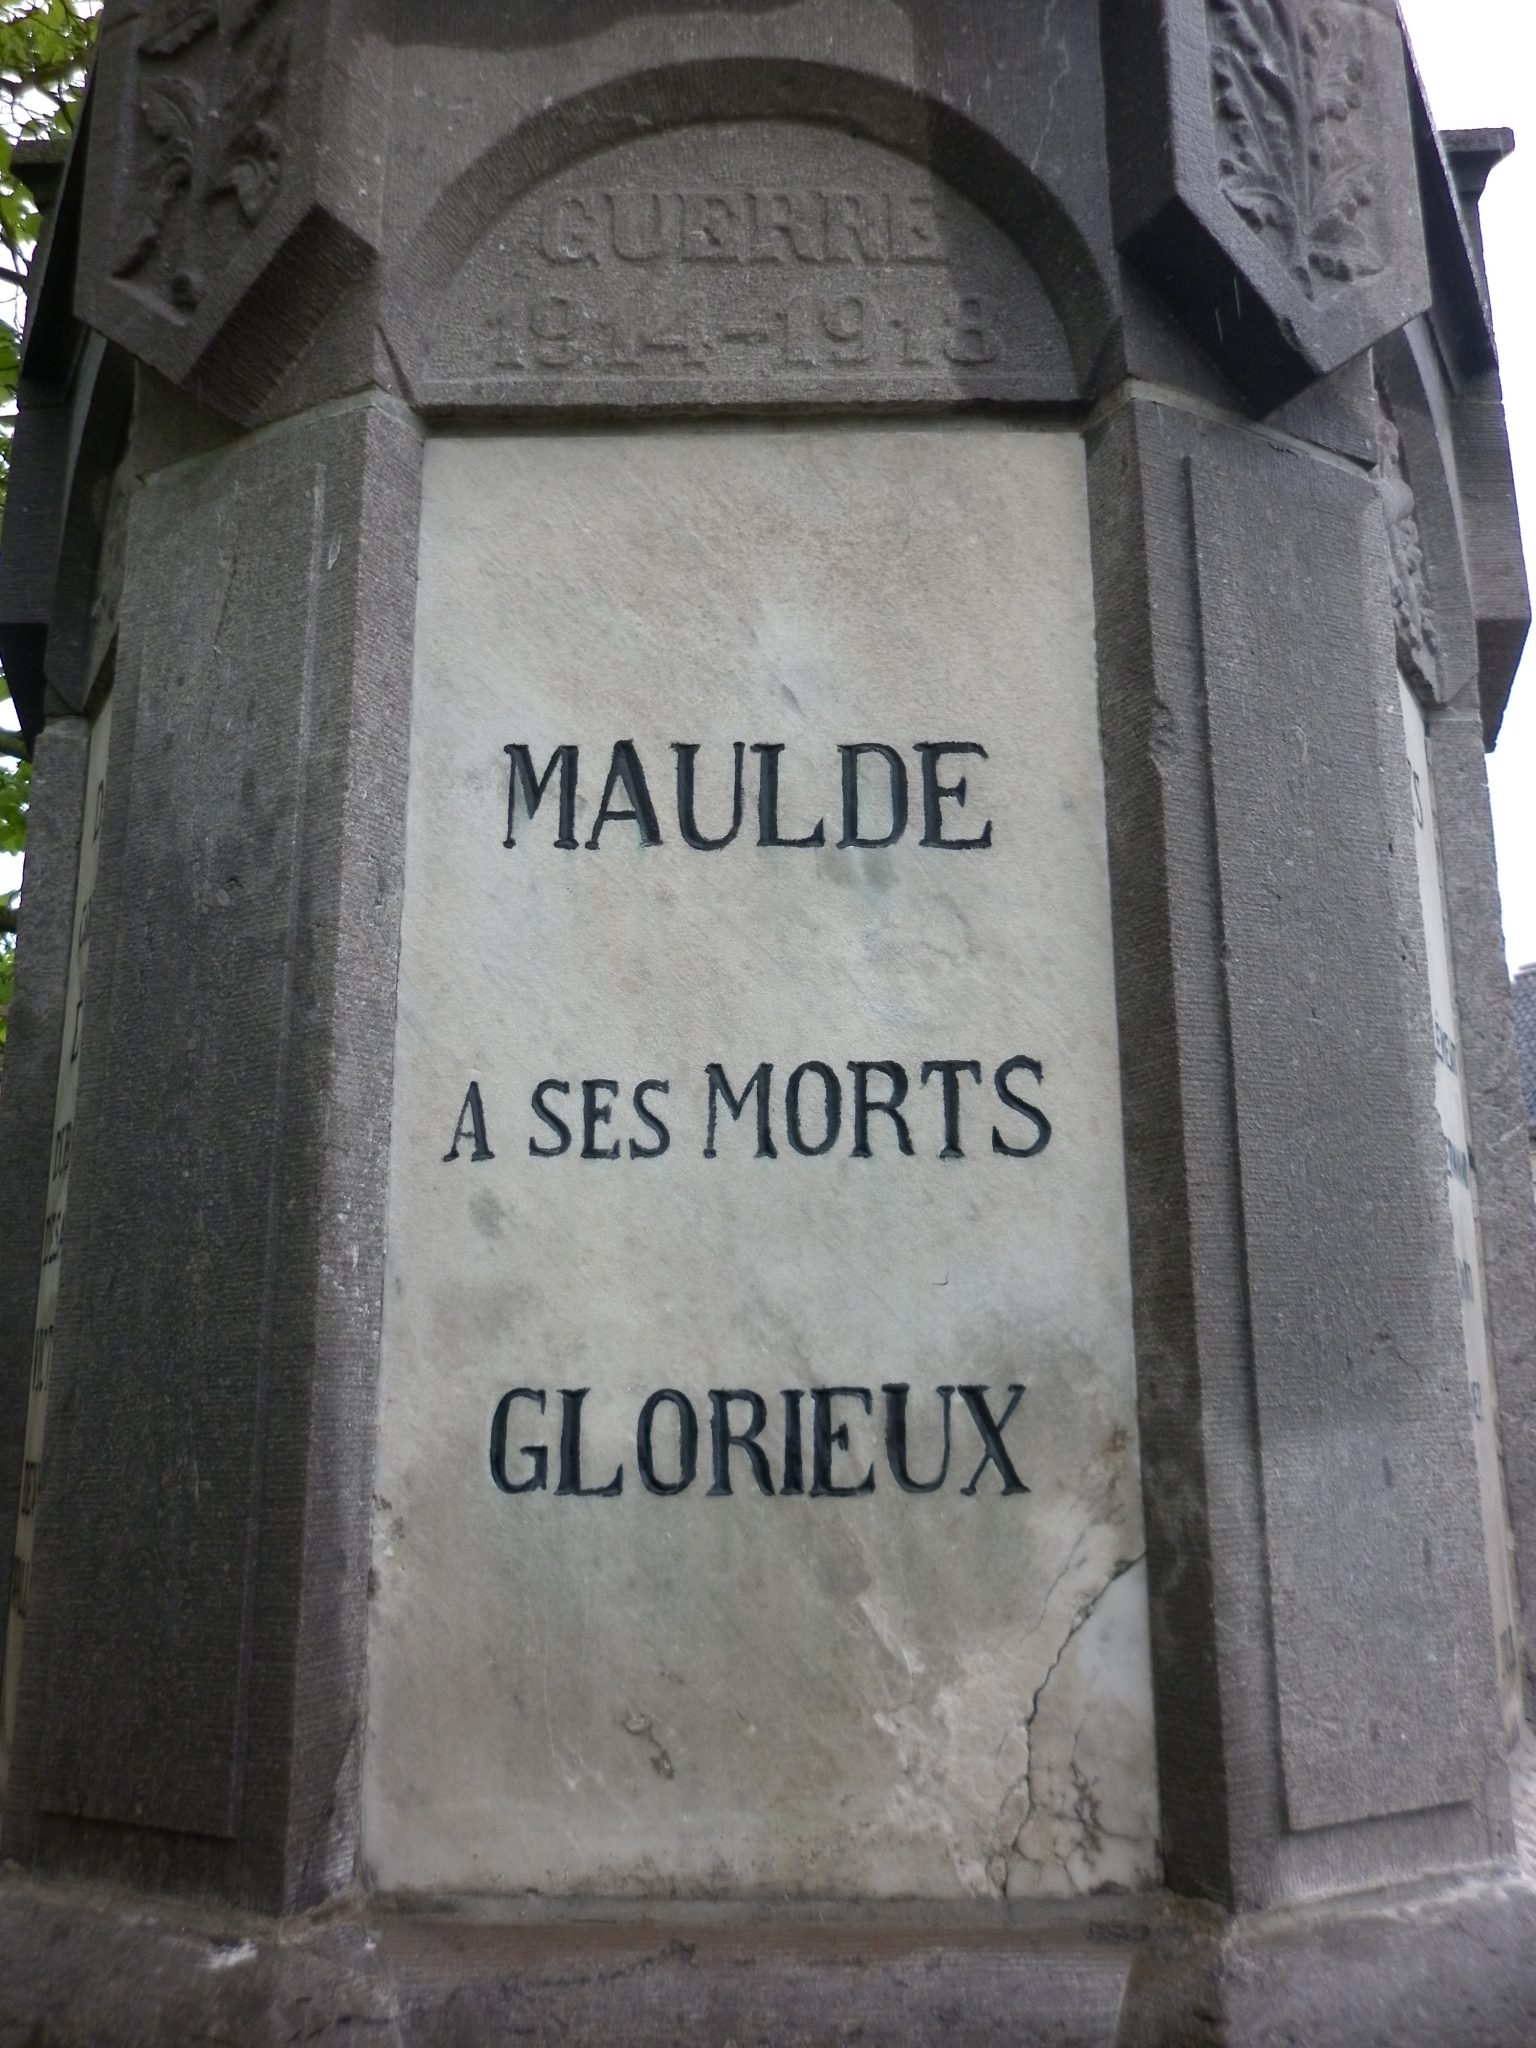 GUERRE
1914-1918
MAULDE
A SES MORTS
GLORIEUX